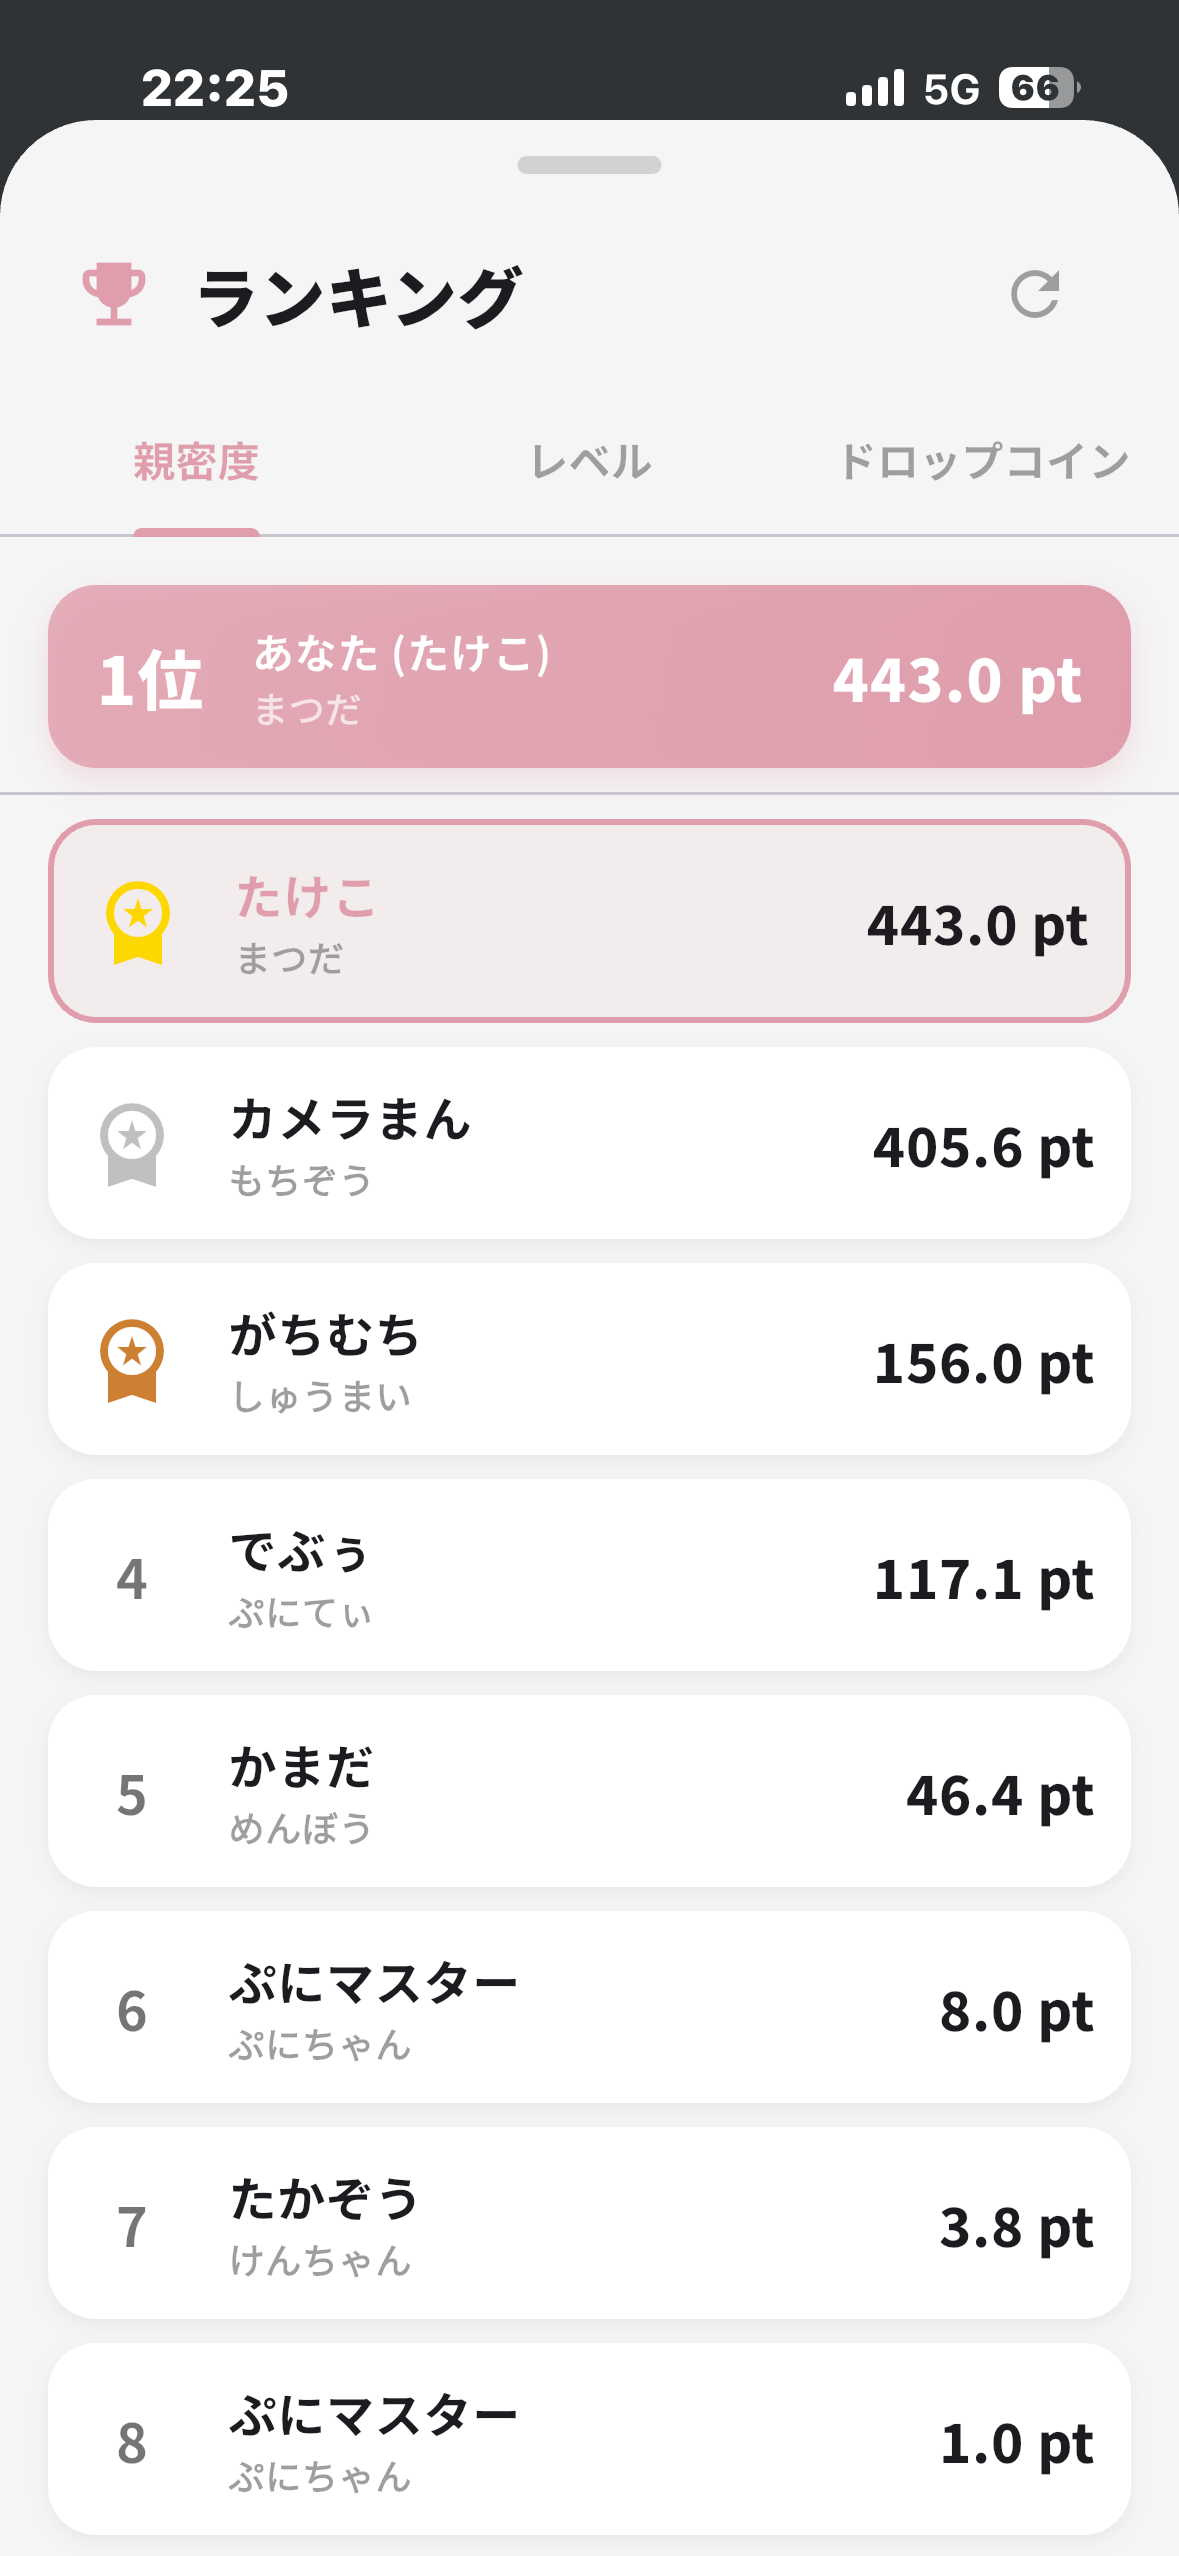 22:25 5G 66
ランキング
親密度 レベル ドロップコイン
1位 あなた (たけこ) 443.0 pt
まつだ
たけこ 443.0 pt
まつだ
カメラまん 405.6 pt
もちぞう
がちむち 156.0 pt
しゅうまい
4 でぶぅ 117.1 pt
ぷにてぃ
5 かまだ 46.4 pt
めんぼう
6 ぷにマスター 8.0 pt
ぷにちゃん
7 たかぞう 3.8 pt
けんちゃん
8 ぷにマスター 1.0 pt
ぷにちゃん